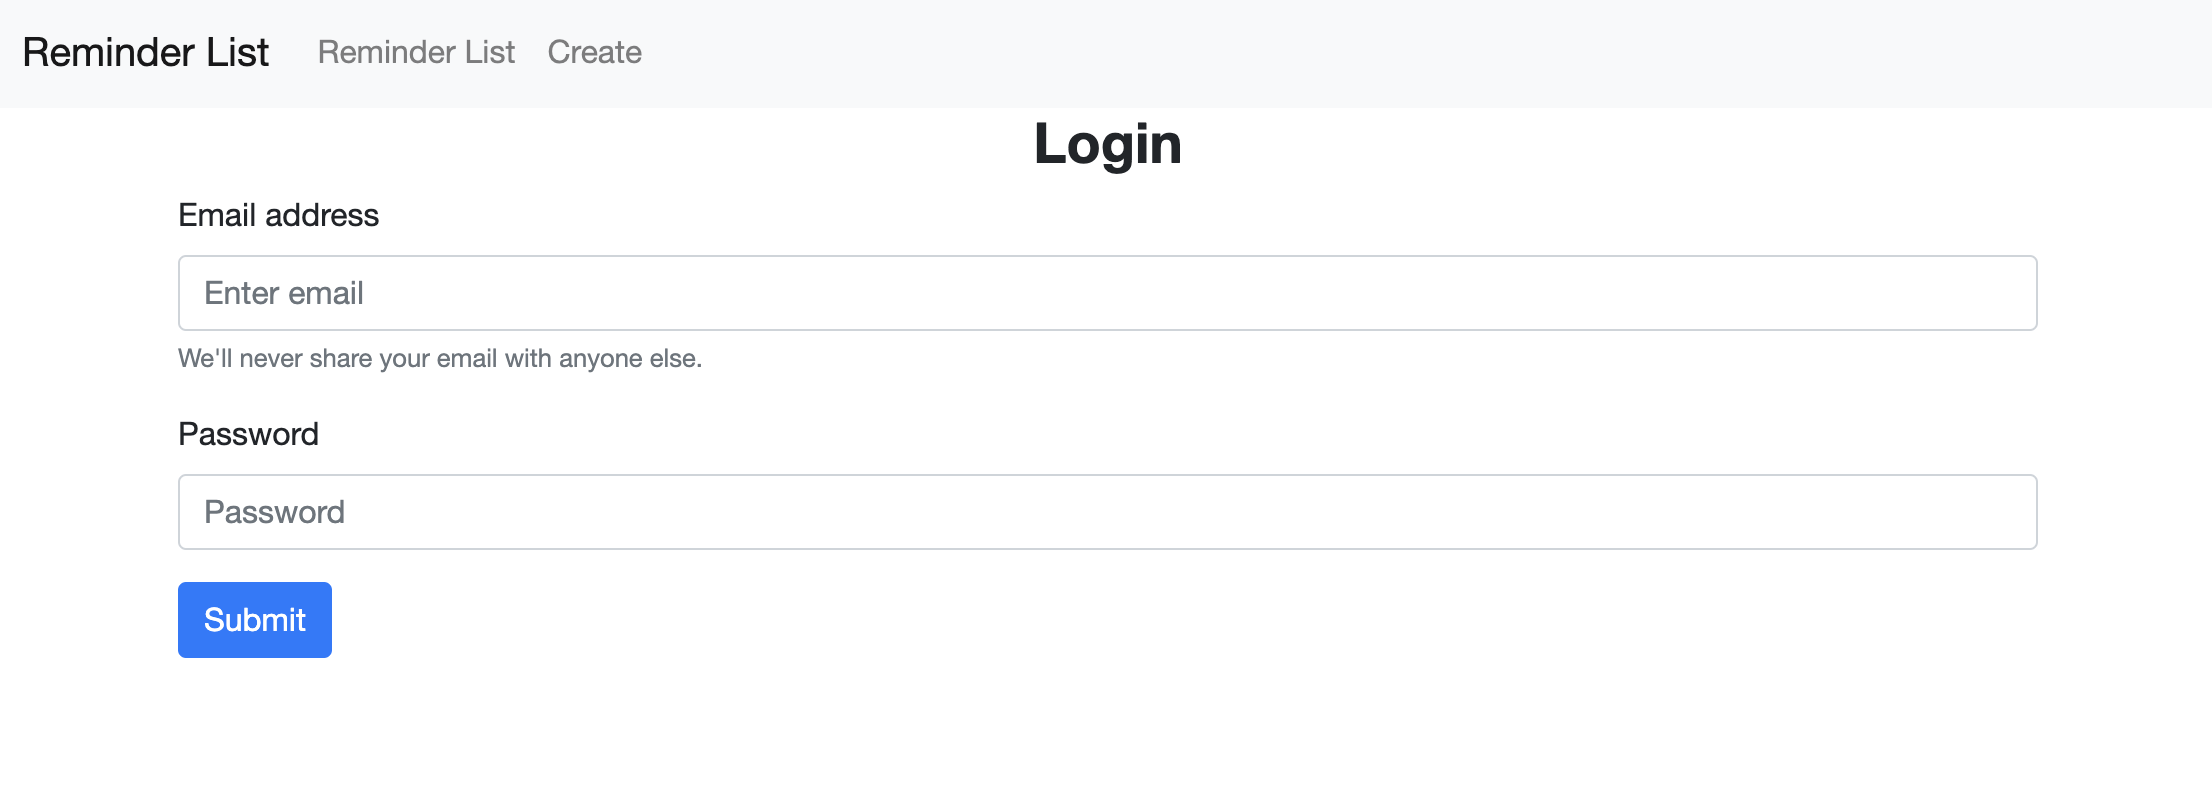 Reminder List Reminder List Create
Login
Email address
Enter email
We'll never share your email with anyone else.
Password
Password
Submit